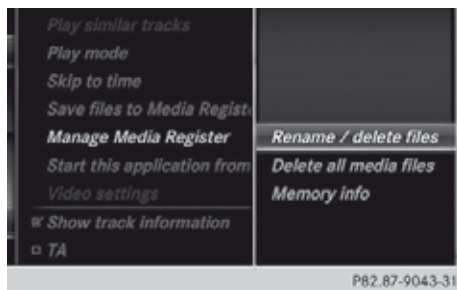 Play similar tracks
Play mode
Skip to time
Save files to Media Regist
Manage Media Register
Start this application from
Video settings
Show track information
TA
Rename / delete files
Delete all media files
Memory info
P82.87-9043-31